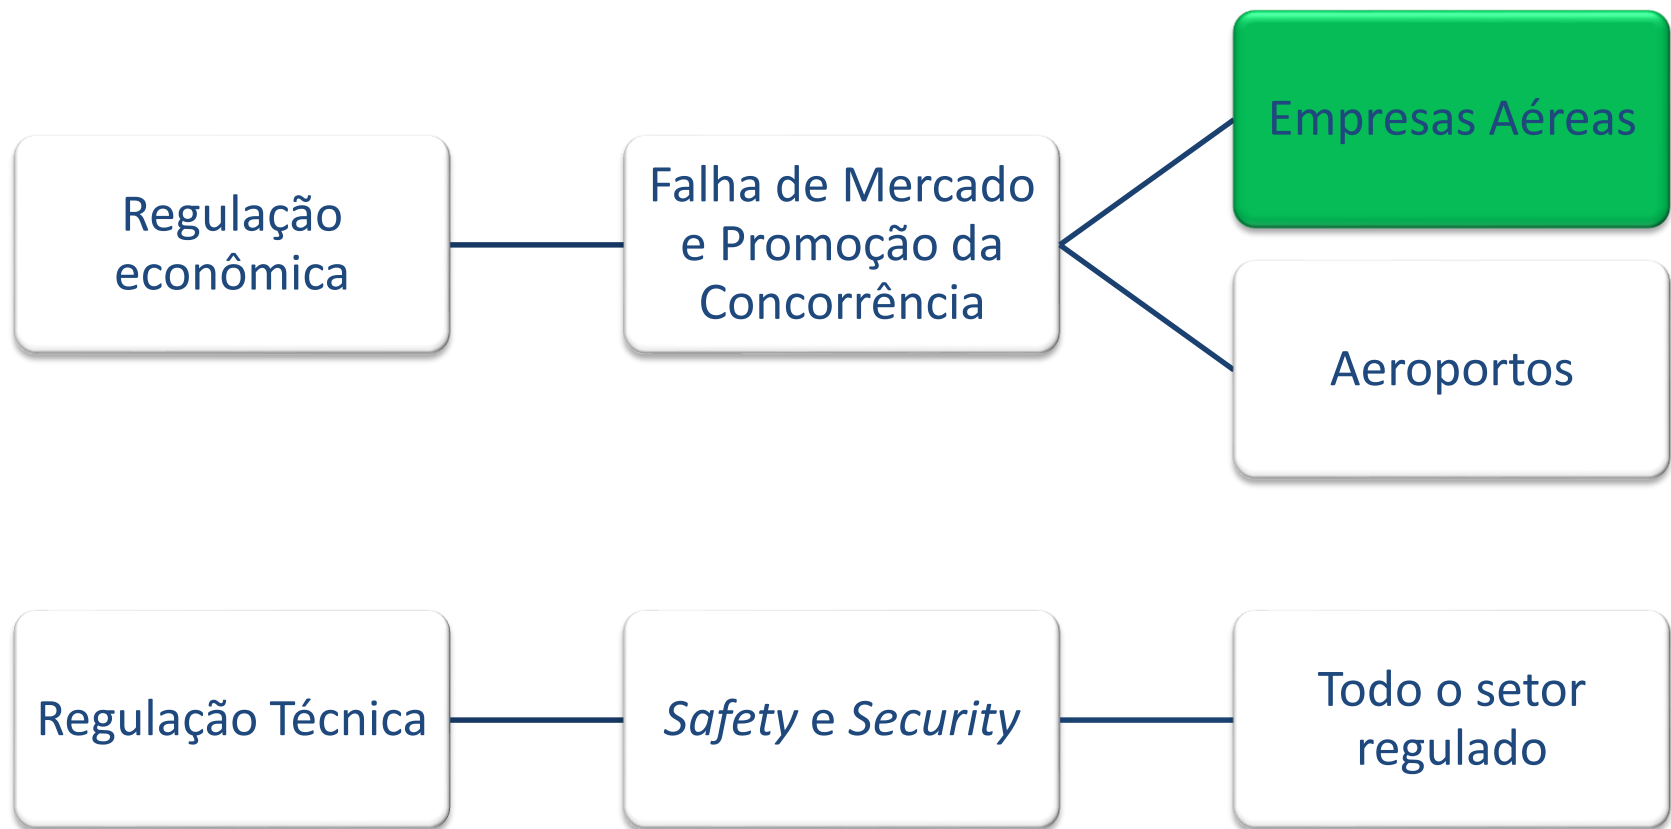 Regulação
econômica
Falha de Mercado
e Promoção da
Concorrência
Empresas Aéreas
Aeroportos
Regulação Técnica
Safety e Security
Todo o setor
regulado